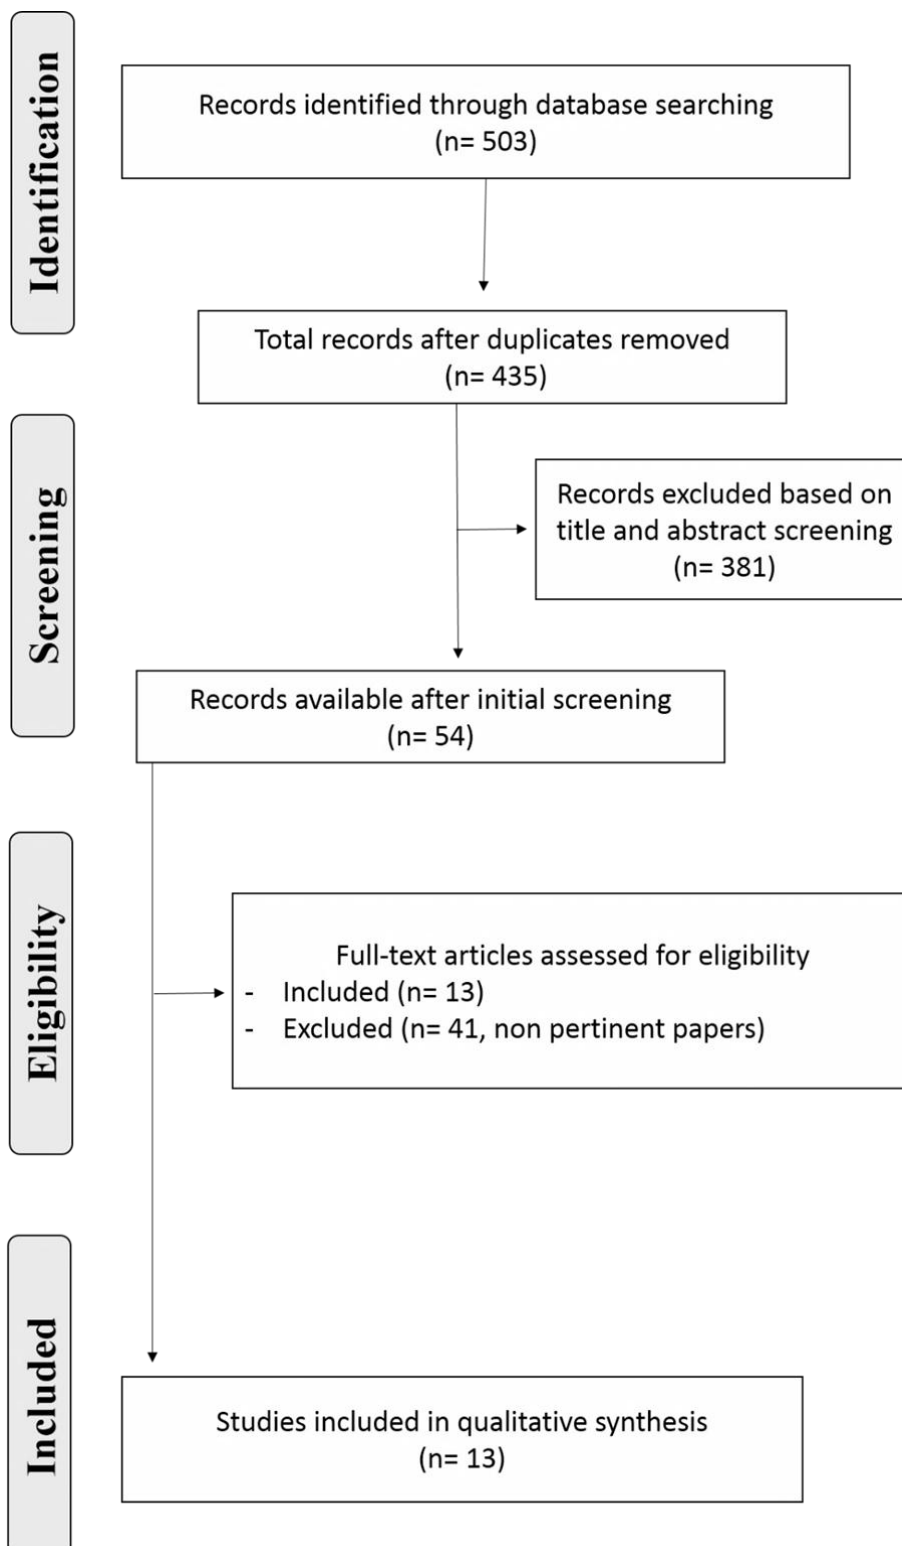 Identification
Records identified through database searching
(n= 503)
Total records after duplicates removed
(n= 435)
Screening
Records excluded based on
title and abstract screening
(n= 381)
Records available after initial screening
(n= 54)
Eligibility
Full-text articles assessed for eligibility
- Included (n= 13)
- Excluded (n= 41, non pertinent papers)
Included
Studies included in qualitative synthesis
(n= 13)